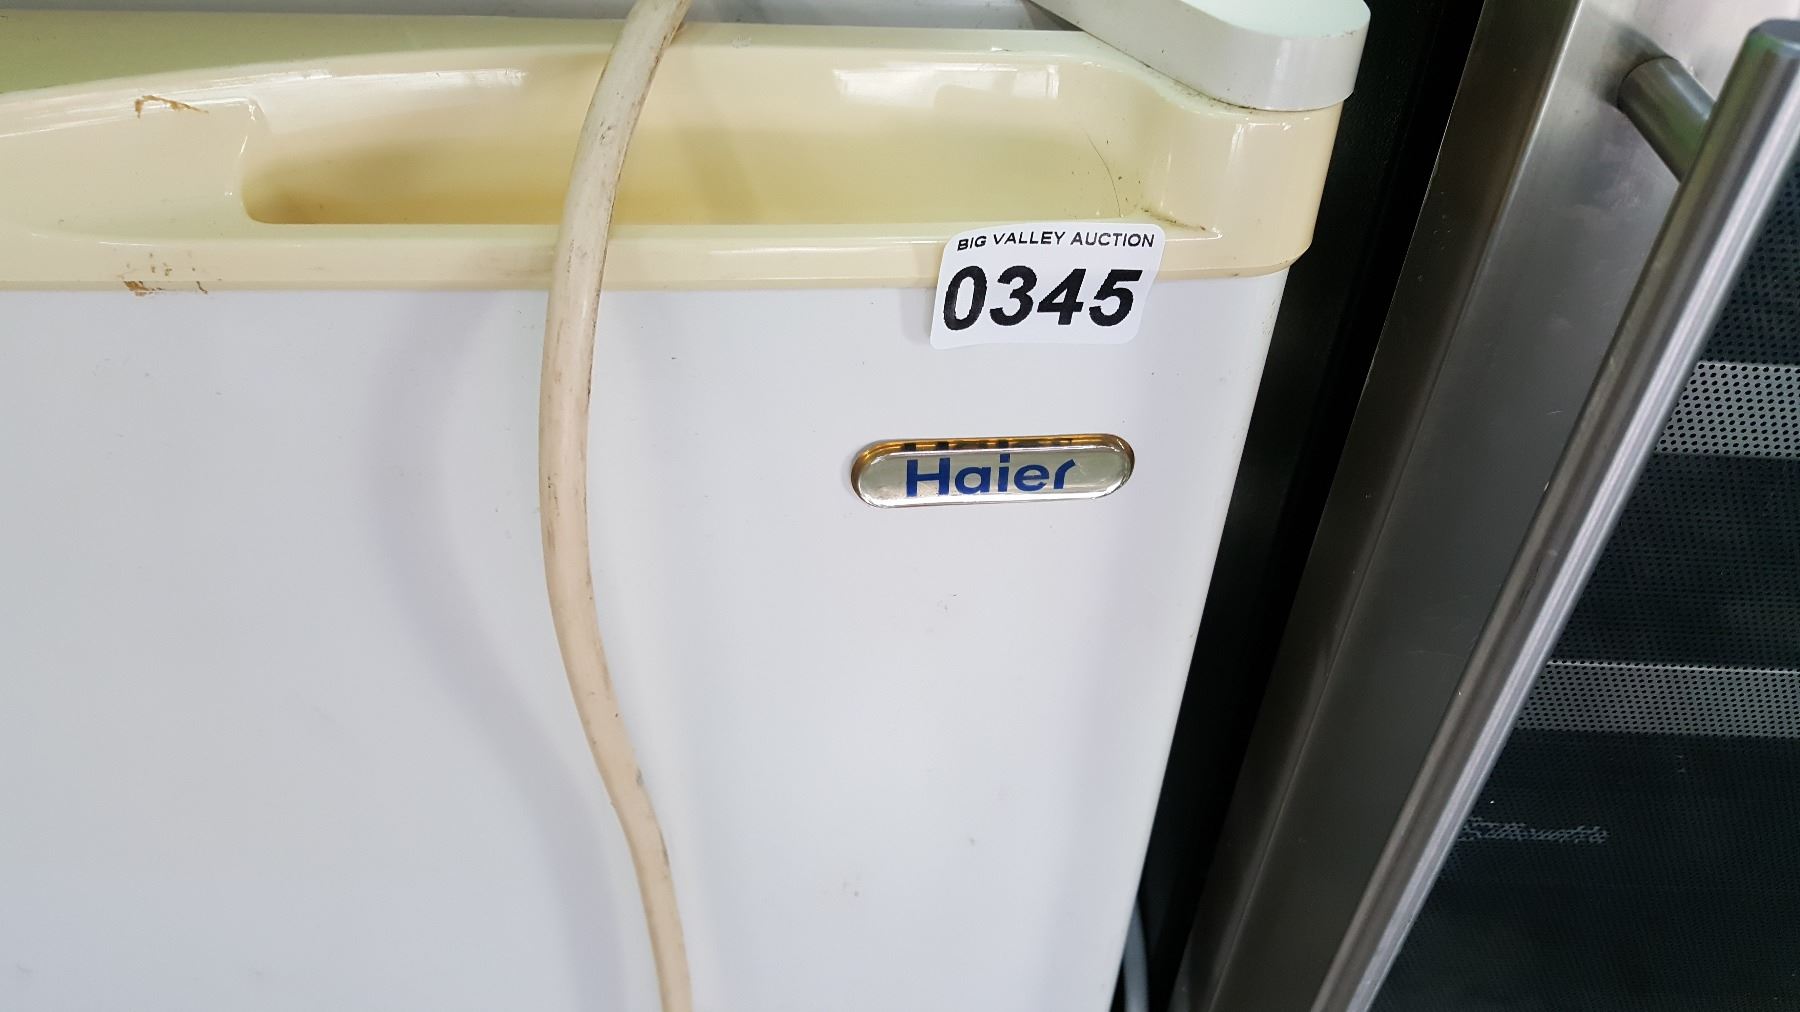 BIG VALLEY AUCTION
0345
Haier